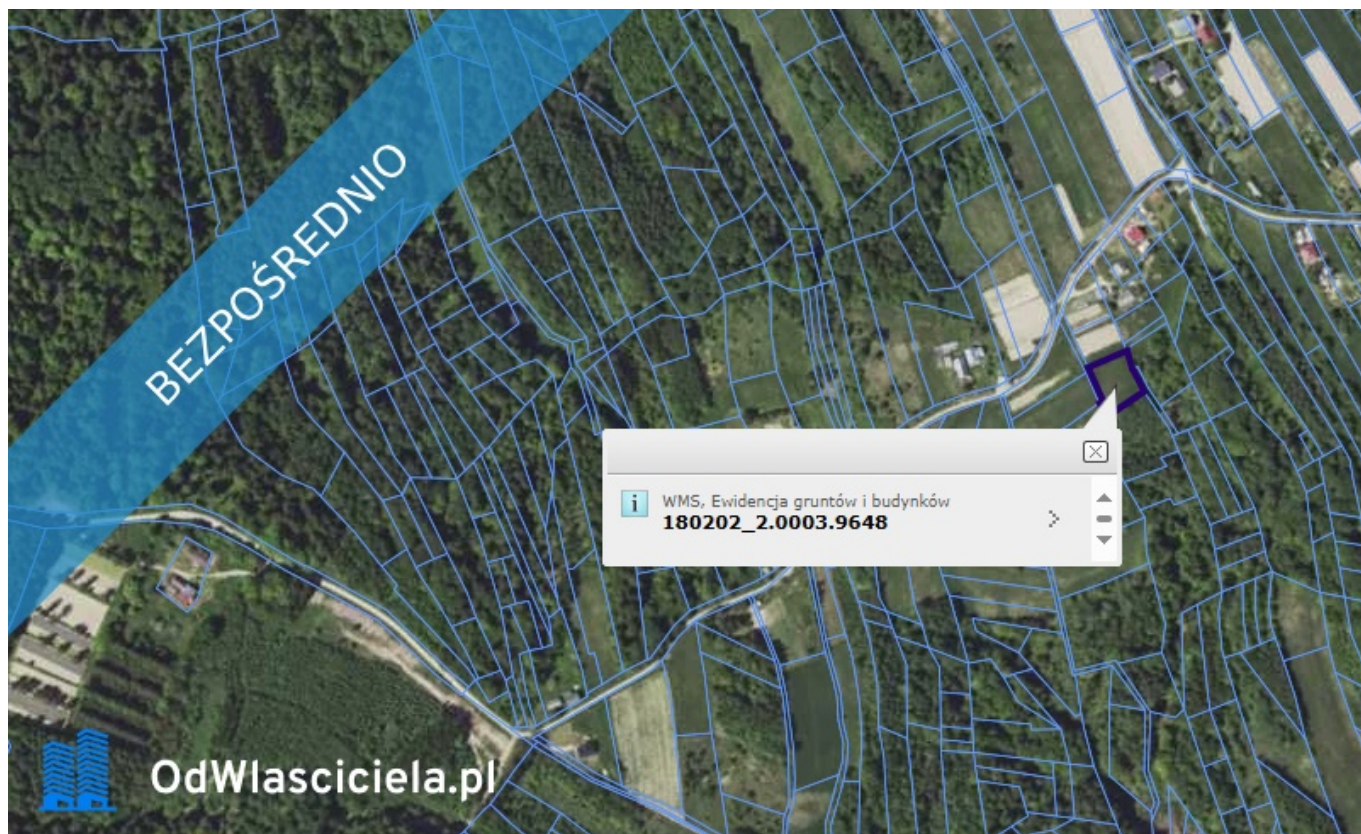 BEZPOŚREDNIO
WMS, Ewidencja gruntów i budynków
180202_2.0003.9648
OdWlasciciela.pl